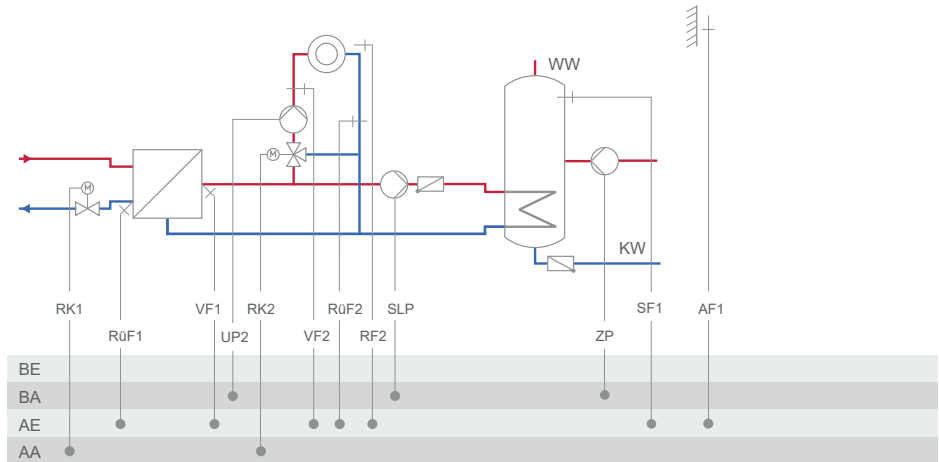 WW
M
M
KW
RK1
VF1
RK2
RüF2
SLP
SF1
AF1
RüF1
UP2
VF2
RF2
ZP
BE
BA
AE
AA